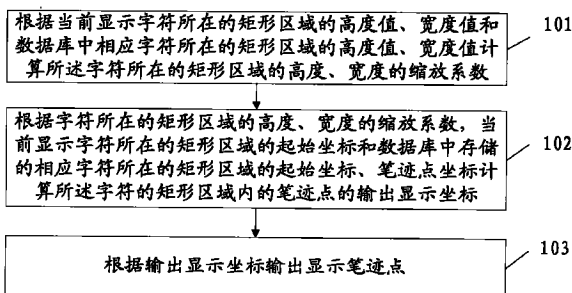 根据当前显示字符所在的矩形区域的高度值、宽度值和
数据库中相应字符所在的矩形区域的高度值、宽度值计
算所述字符所在的矩形区域的高度、宽度的缩放系数
101
根据字符所在的矩形区域的高度、宽度的缩放系数，当
前显示字符所在的矩形区域的起始坐标和数据库中存储
的相应字符所在的矩形区域的起始坐标、笔迹点坐标计
算所述字符的矩形区域内的笔迹点的输出显示坐标
102
根据输出显示坐标输出显示笔迹点
103